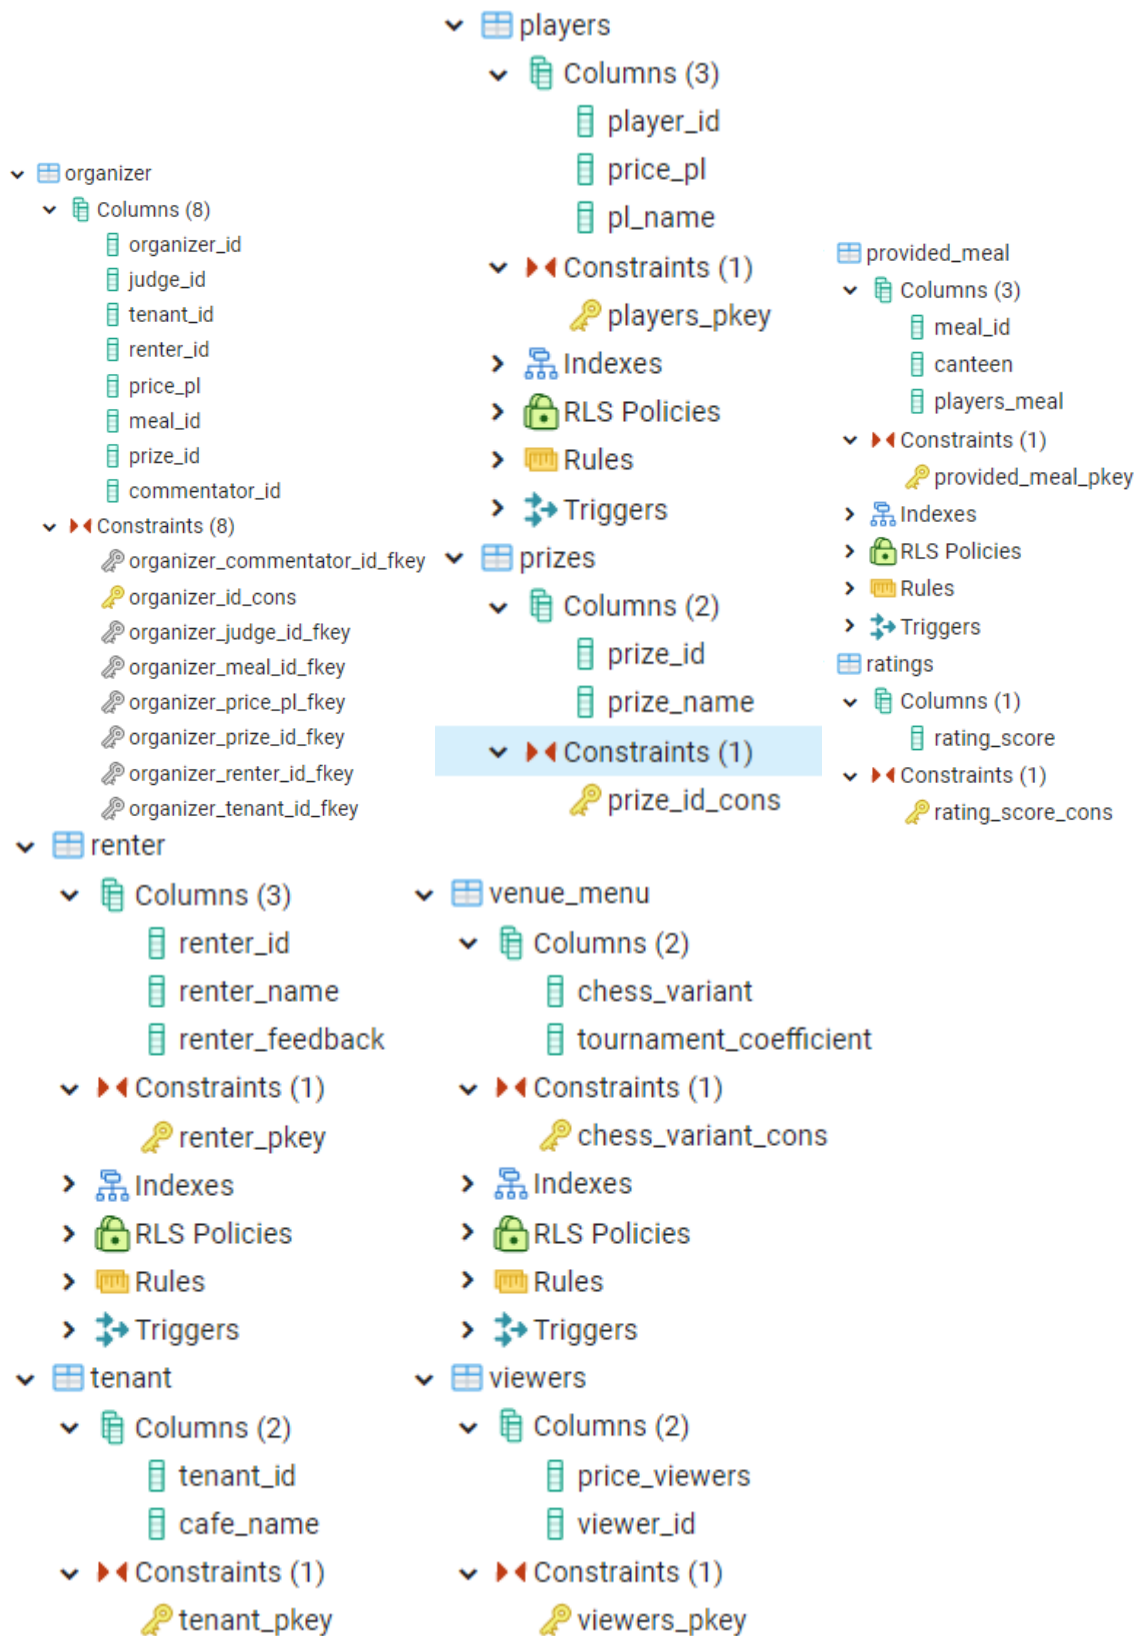 organizer
Columns (8)
organizer_id
judge_id
tenant_id
renter_id
price_pl
meal_id
prize_id
commentator_id
Constraints (8)
organizer_commentator_id_fkey
organizer_id_cons
organizer_judge_id_fkey
organizer_meal_id_fkey
organizer_price_pl_fkey
organizer_prize_id_fkey
organizer_renter_id_fkey
organizer_tenant_id_fkey
players
Columns (3)
player_id
price_pl
pl_name
Constraints (1)
players_pkey
Indexes
RLS Policies
Rules
Triggers
prizes
Columns (2)
prize_id
prize_name
Constraints (1)
prize_id_cons
provided_meal
Columns (3)
meal_id
canteen
players_meal
Constraints (1)
provided_meal_pkey
Indexes
RLS Policies
Rules
Triggers
ratings
Columns (1)
rating_score
Constraints (1)
rating_score_cons
renter
Columns (3)
renter_id
renter_name
renter_feedback
Constraints (1)
renter_pkey
Indexes
RLS Policies
Rules
Triggers
tenant
Columns (2)
tenant_id
cafe_name
Constraints (1)
tenant_pkey
venue_menu
Columns (2)
chess_variant
tournament_coefficient
Constraints (1)
chess_variant_cons
Indexes
RLS Policies
Rules
Triggers
viewers
Columns (2)
price_viewers
viewer_id
Constraints (1)
viewers_pkey